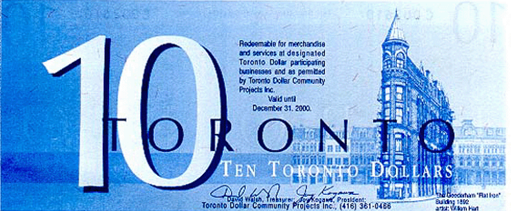 10
Redeemable for merchandise
and services at designated
Toronto Dollar participating
businesses and as permitted
by Toronto Dollar Community
Projects Inc.
Valid until
December 31, 2000.
TORONTO
TEN TORONTO DOLLARS
David Walsh, Treasurer, Joy Kogawa, President,
Toronto Dollar Community Projects Inc., (416) 361-0466
The Gooderham "Flat Iron"
Building 1892
artist: Willem Hart